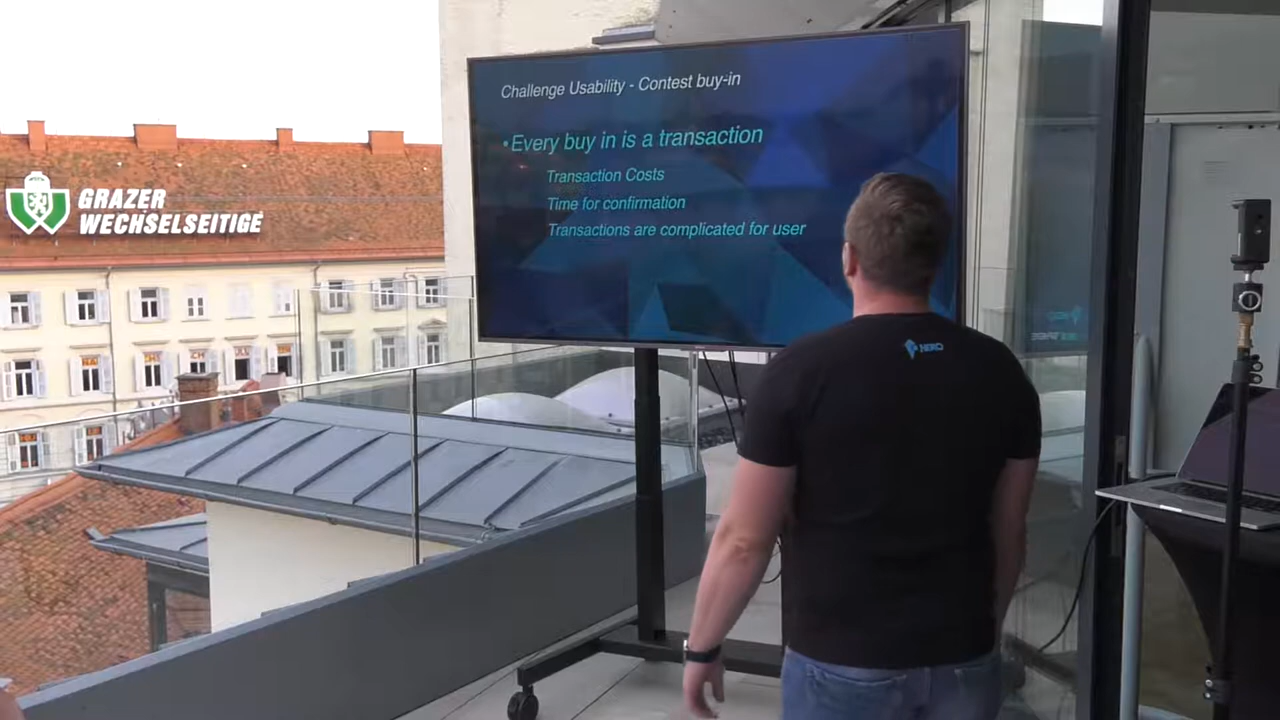 Challenge Usability - Contest buy-in
▪ Every buy in is a transaction
Transaction Costs
Time for confirmation
Transactions are complicated for user
GRAZER
WECHSELSEITIGE
HERO